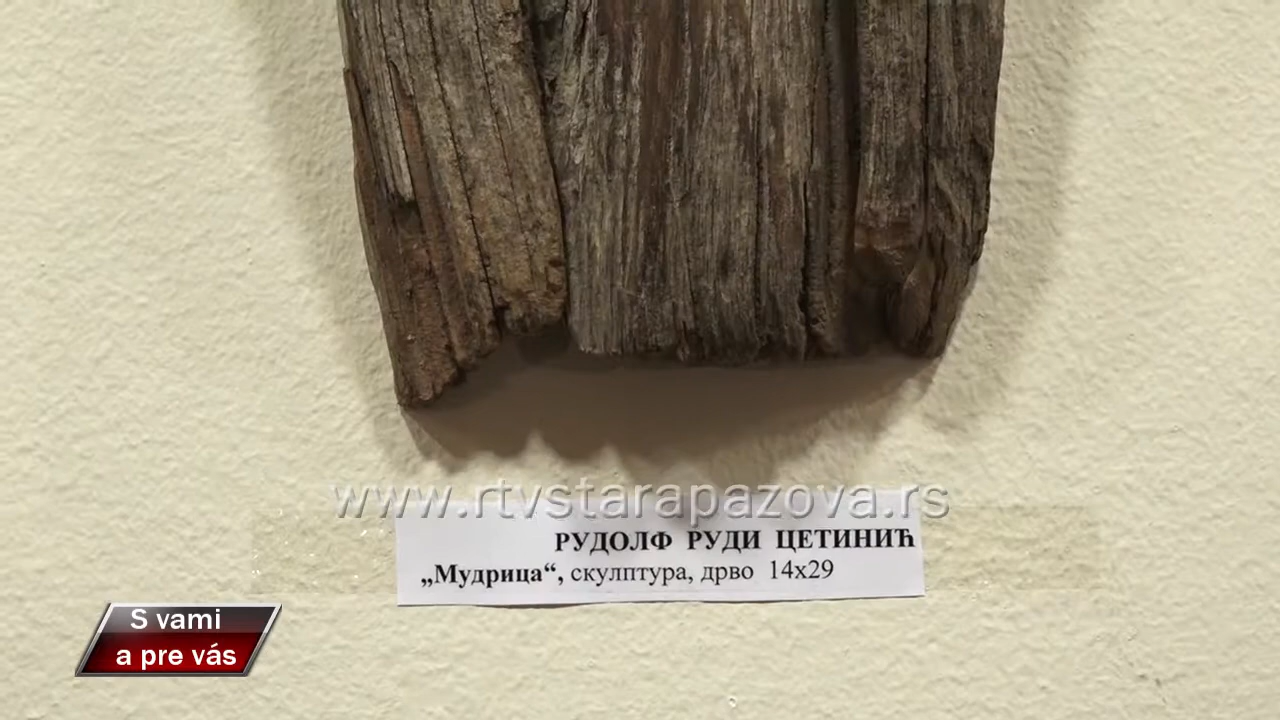 www.rtvstarapazova.rs
РУДОЛФ РУДИ ЦЕТИНИЋ
„Мудрица“, скулптура, дрво 14x29
S vami
a pre vás